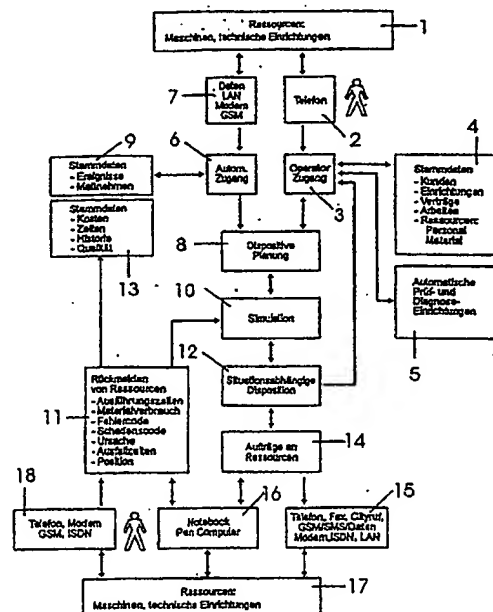 Ressourcen:
Maschinen, technische Einrichtungen
1
7
Daten
LAN
Modem
GSM
Telefon
2
9
6
4
Stammdaten
- Ereignisse
- Maßnahmen
Autom.
Zugang
Operator
Zugang
3
Stammdaten
- Kunden
- Einrichtungen
- Verträge
- Arbeiten
- Ressourcen:
Personal
Material
Stammdaten
- Kosten
- Zeiten
- Historie
- Qualität
13
8
Dispositive
Planung
10
Simulation
Automatische
Prüf- und
Diagnose-
Einrichtungen
5
12
Situationsabhängige
Disposition
11
Rückmelden
von Ressourcen
- Ausführungszeiten
- Materialverbrauch
- Fehlercode
- Schadenscode
- Ursache
- Ausfallzeiten
- Position
Aufträge an
Ressourcen
14
18
16
15
Telefon, Modem
GSM, ISDN
Notebook
Pen Computer
Telefon, Fax, Cityruf,
GSM/SMS/Daten
Modem, ISDN, LAN
Ressourcen:
Maschinen, technische Einrichtungen
17